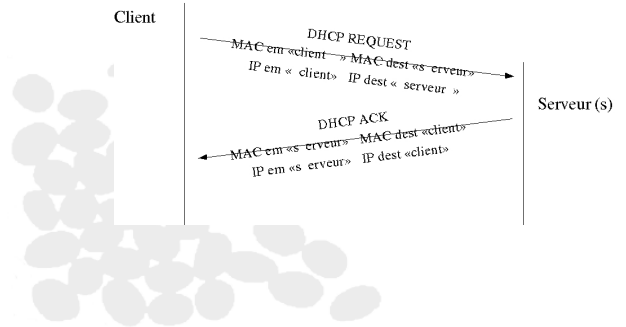 Client
DHCP REQUEST
MAC em «client » MAC dest «s erveur»
IP em « client» IP dest « serveur »
Serveur (s)
DHCP ACK
MAC em «s erveur» MAC dest «client»
IP em «s erveur» IP dest «client»